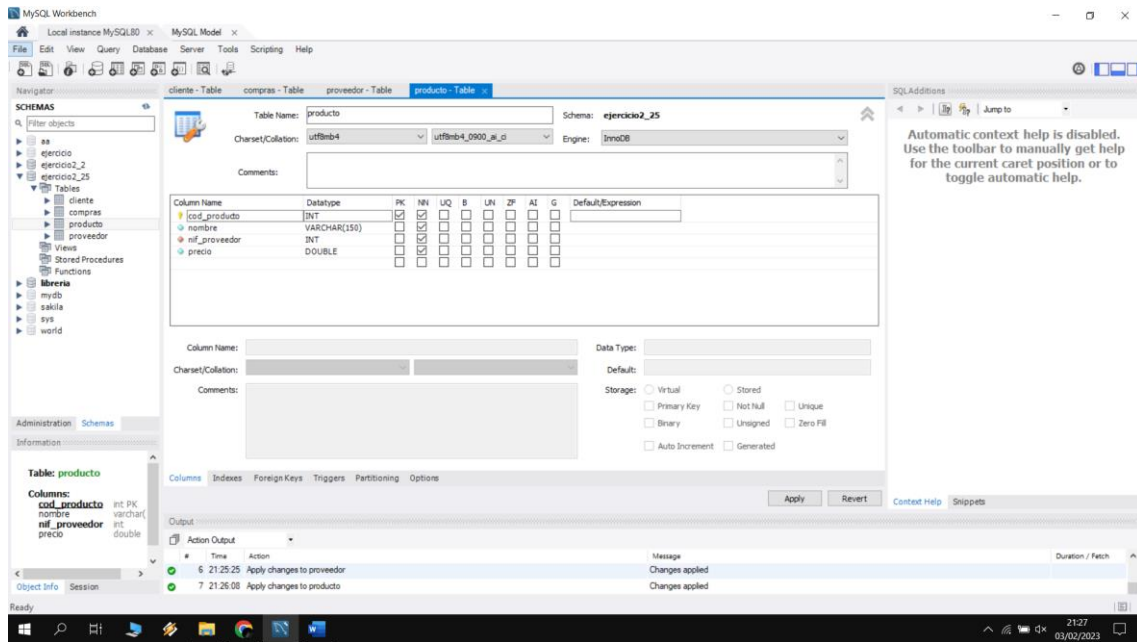 MySQL Workbench
Local instance MySQL80 × MySQL Model ×
File Edit View Query Database Server Tools Scripting Help
Navigator
SCHEMAS
Filter objects
aa
ejercicio
ejercicio2_2
ejercicio2_25
Tables
cliente
compras
producto
proveedor
Views
Stored Procedures
Functions
libreria
mydb
sakila
sys
world
Administration Schemas
Information
Table: producto
Columns:
cod_producto int PK
nombre varchar(
nif_proveedor int
precio double
Object Info Session
cliente - Table compras - Table proveedor - Table producto - Table ×
Table Name: producto Schema: ejercicio2_25
Charset/Collation: utf8mb4 utf8mb4_0900_ai_ci Engine: InnoDB
Comments:
Column Name Datatype PK NN UQ B UN ZF AI G Default/Expression
cod_producto INT
nombre VARCHAR(150)
nif_proveedor INT
precio DOUBLE
Column Name: Data Type:
Charset/Collation: Default:
Comments: Storage: Virtual Stored
Primary Key Not Null Unique
Binary Unsigned Zero Fill
Auto Increment Generated
Columns Indexes Foreign Keys Triggers Partitioning Options
Apply Revert
SQLAdditions
Jump to
Automatic context help is disabled.
Use the toolbar to manually get help
for the current caret position or to
toggle automatic help.
Context Help Snippets
Output
Action Output
# Time Action Message Duration / Fetch
6 21:25:25 Apply changes to proveedor Changes applied
7 21:26:08 Apply changes to producto Changes applied
Ready
21:27
03/02/2023